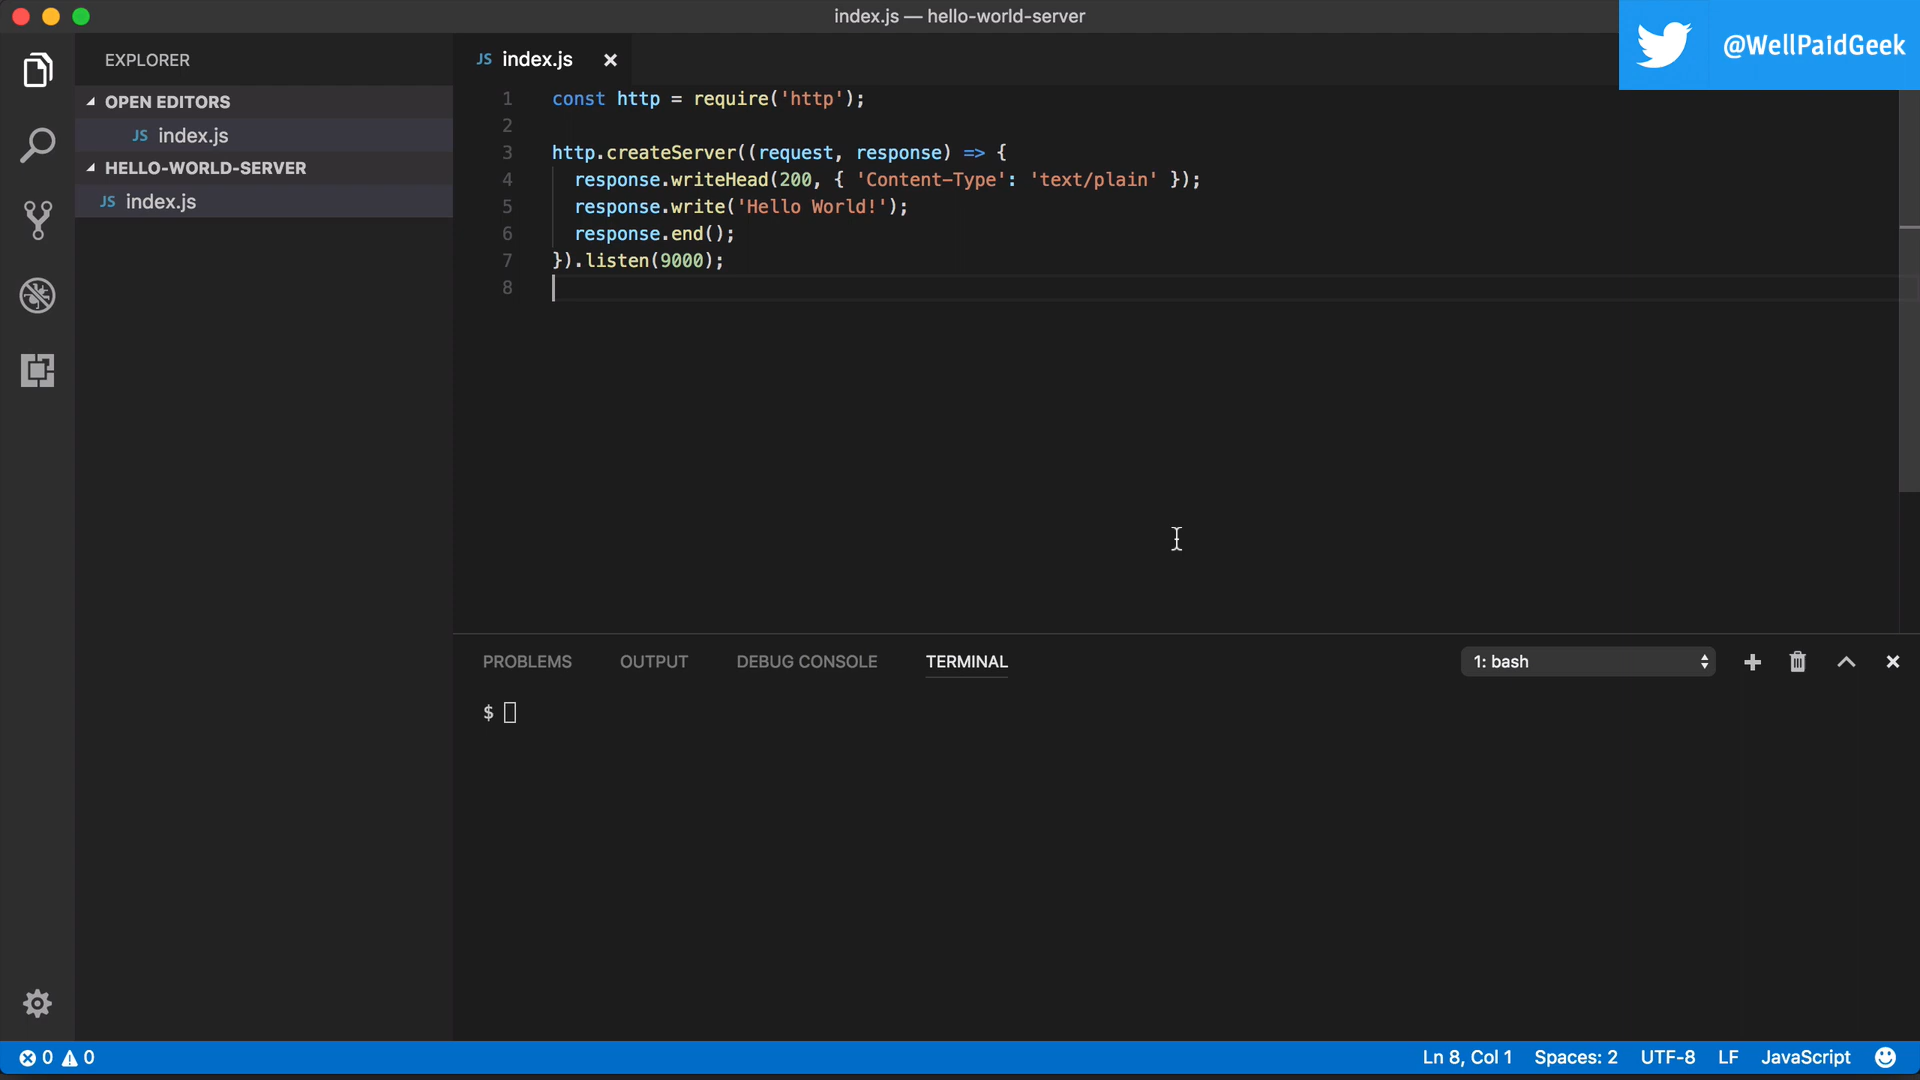 index.js — hello-world-server
@WellPaidGeek
EXPLORER
OPEN EDITORS
JS index.js
HELLO-WORLD-SERVER
JS index.js
JS index.js
1 const http = require('http');
2
3 http.createServer((request, response) => {
4 response.writeHead(200, { 'Content-Type': 'text/plain' });
5 response.write('Hello World!');
6 response.end();
7 }).listen(9000);
8
PROBLEMS OUTPUT DEBUG CONSOLE TERMINAL 1: bash
$
0 0 Ln 8, Col 1 Spaces: 2 UTF-8 LF JavaScript